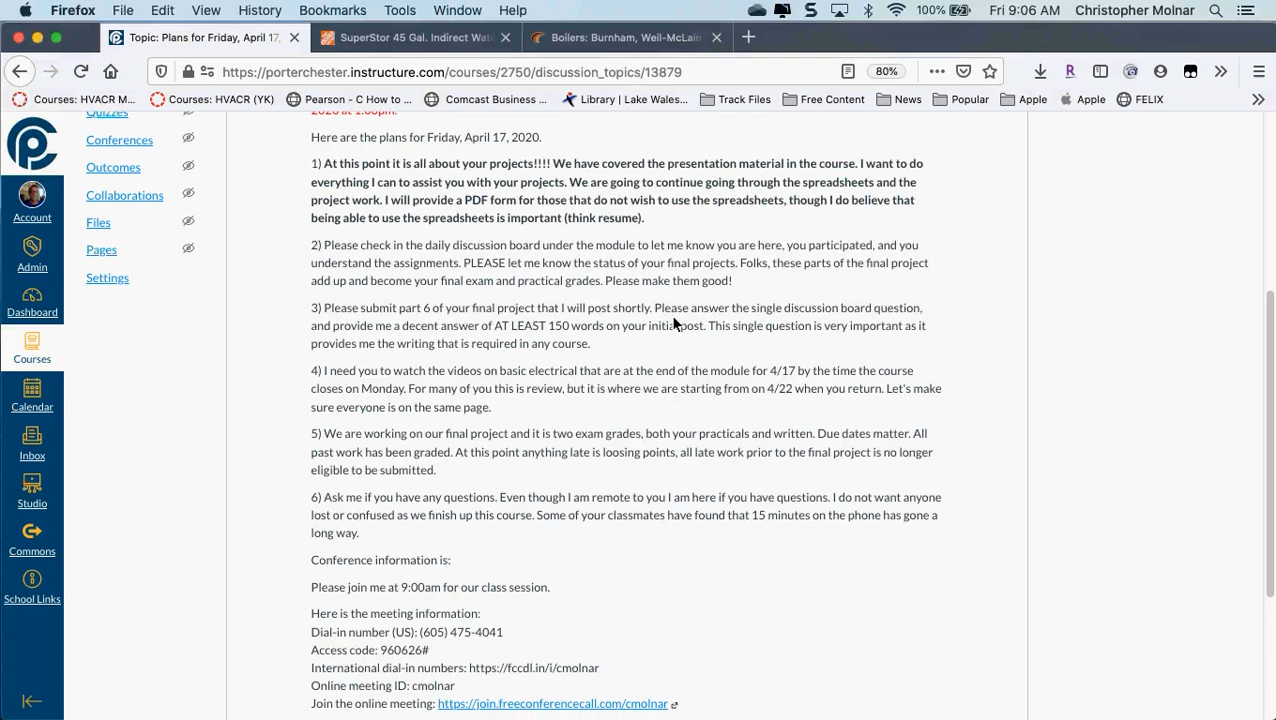 Firefox File Edit View History Bookmarks Tools Window Help 100% Fri 9:06 AM Christopher Molnar
Topic: Plans for Friday, April 17, SuperStor 45 Gal. Indirect Wate Boilers: Burnham, Weil-McLain
https://porterchester.instructure.com/courses/2750/discussion_topics/13879 80%
Courses: HVACR M... Courses: HVACR (YK) Pearson - C How to ... Comcast Business ... Library | Lake Wales... Track Files Free Content News Popular Apple Apple FELIX
Quizzes
Conferences
Outcomes
Collaborations
Files
Pages
Settings
Account
Admin
Dashboard
Courses
Calendar
Inbox
Studio
Commons
School Links
2020 at 1:00pm.
Here are the plans for Friday, April 17, 2020.
1) At this point it is all about your projects!!!! We have covered the presentation material in the course. I want to do
everything I can to assist you with your projects. We are going to continue going through the spreadsheets and the
project work. I will provide a PDF form for those that do not wish to use the spreadsheets, though I do believe that
being able to use the spreadsheets is important (think resume).
2) Please check in the daily discussion board under the module to let me know you are here, you participated, and you
understand the assignments. PLEASE let me know the status of your final projects. Folks, these parts of the final project
add up and become your final exam and practical grades. Please make them good!
3) Please submit part 6 of your final project that I will post shortly. Please answer the single discussion board question,
and provide me a decent answer of AT LEAST 150 words on your initial post. This single question is very important as it
provides me the writing that is required in any course.
4) I need you to watch the videos on basic electrical that are at the end of the module for 4/17 by the time the course
closes on Monday. For many of you this is review, but it is where we are starting from on 4/22 when you return. Let's make
sure everyone is on the same page.
5) We are working on our final project and it is two exam grades, both your practicals and written. Due dates matter. All
past work has been graded. At this point anything late is loosing points, all late work prior to the final project is no longer
eligible to be submitted.
6) Ask me if you have any questions. Even though I am remote to you I am here if you have questions. I do not want anyone
lost or confused as we finish up this course. Some of your classmates have found that 15 minutes on the phone has gone a
long way.
Conference information is:
Please join me at 9:00am for our class session.
Here is the meeting information:
Dial-in number (US): (605) 475-4041
Access code: 960626#
International dial-in numbers: https://fccdl.in/i/cmolnar
Online meeting ID: cmolnar
Join the online meeting: https://join.freeconferencecall.com/cmolnar